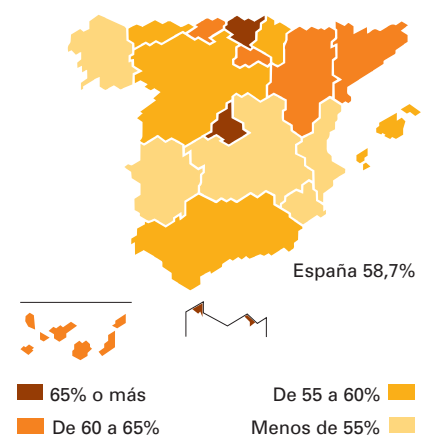 España 58,7%
65% o más
De 55 a 60%
De 60 a 65%
Menos de 55%